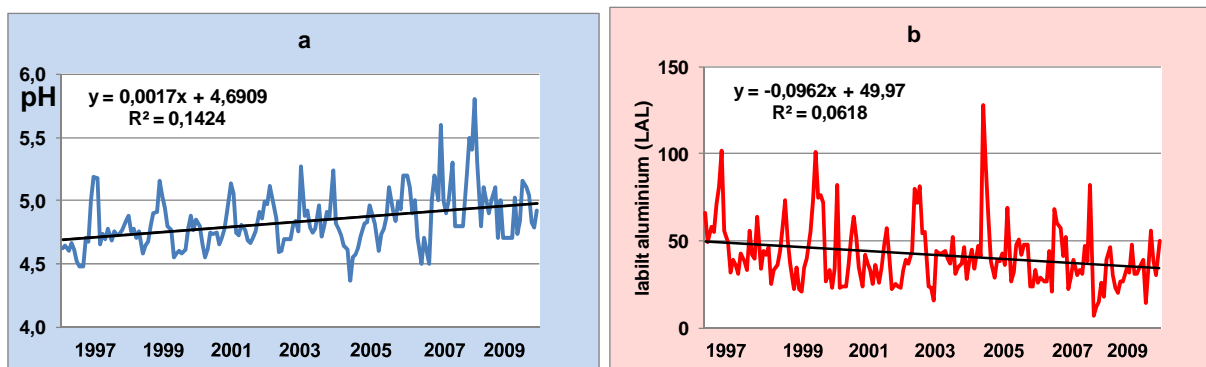 a
6,0
pH
y = 0,0017x + 4,6909
R² = 0,1424
5,5
5,0
4,5
4,0
1997 1999 2001 2003 2005 2007 2009
b
150
y = -0,0962x + 49,97
R² = 0,0618
100
50
0
labilt aluminium (LAL)
1997 1999 2001 2003 2005 2007 2009